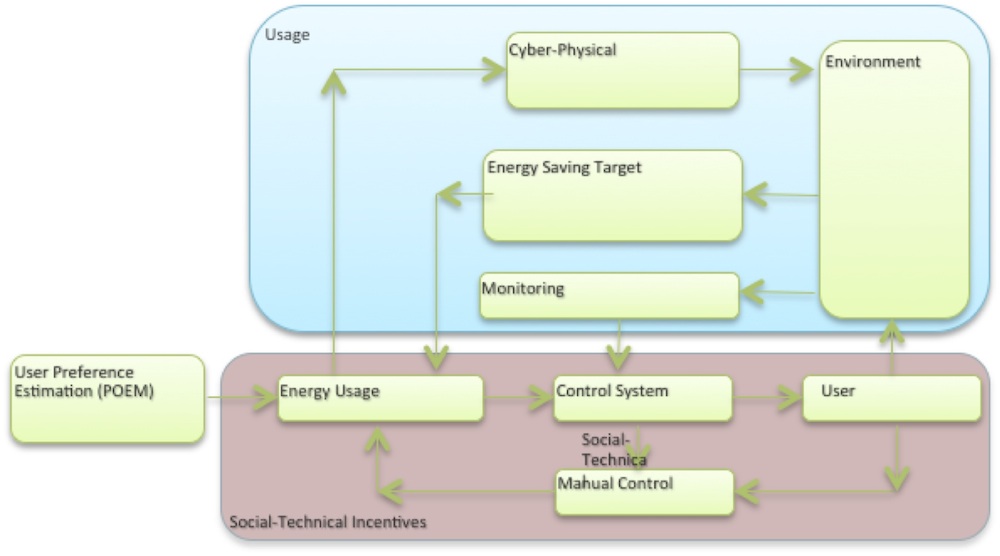 Usage
Cyber-Physical
Environment
Energy Saving Target
Monitoring
User Preference
Estimation (POEM)
Energy Usage
Control System
User
Social-
Technica
Manual Control
Social-Technical Incentives